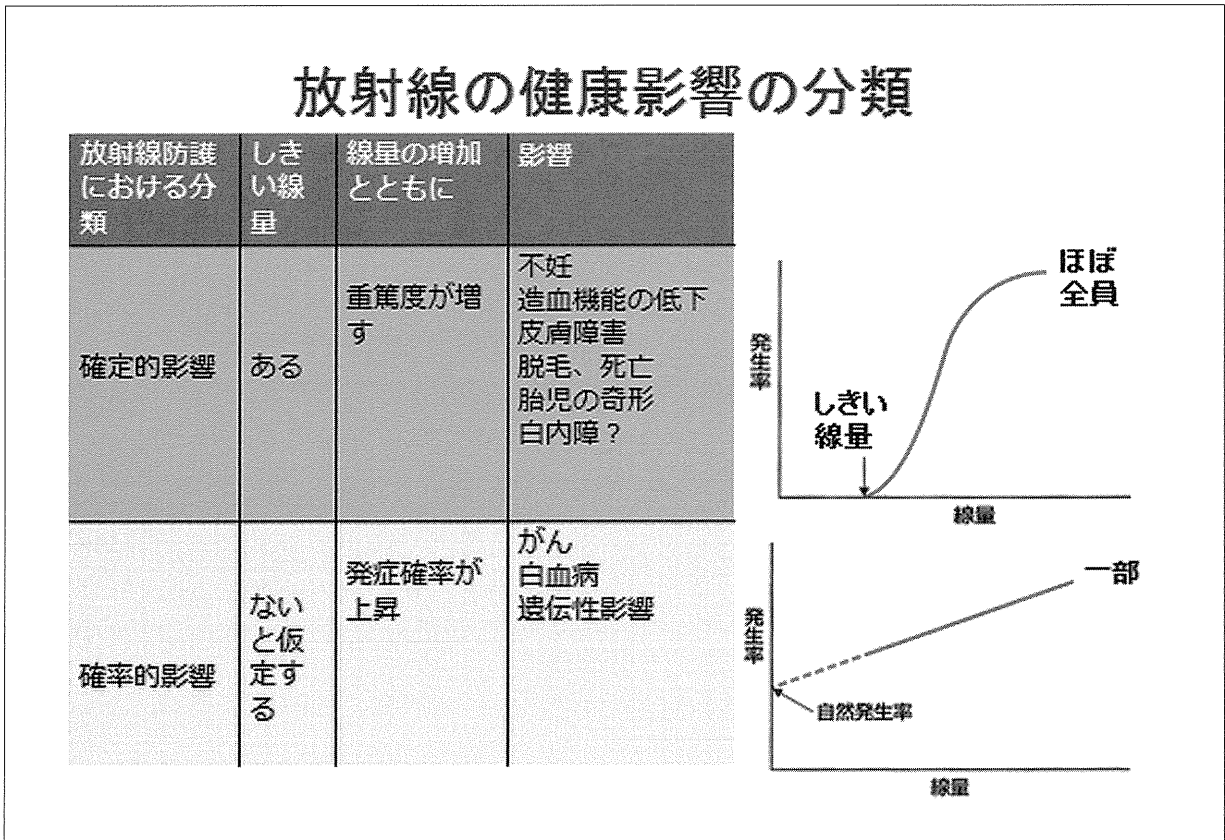 放射線の健康影響の分類
放射線防護
における分
類
しき
い線
量
線量の増加
とともに
影響
確定的影響
ある
重篤度が増
す
不妊
造血機能の低下
皮膚障害
脱毛、死亡
胎児の奇形
白内障？
確率的影響
ない
と仮
定す
る
発症確率が
上昇
がん
白血病
遺伝性影響
発生率
ほぼ
全員
しきい
線量
線量
発生率
一部
自然発生率
線量